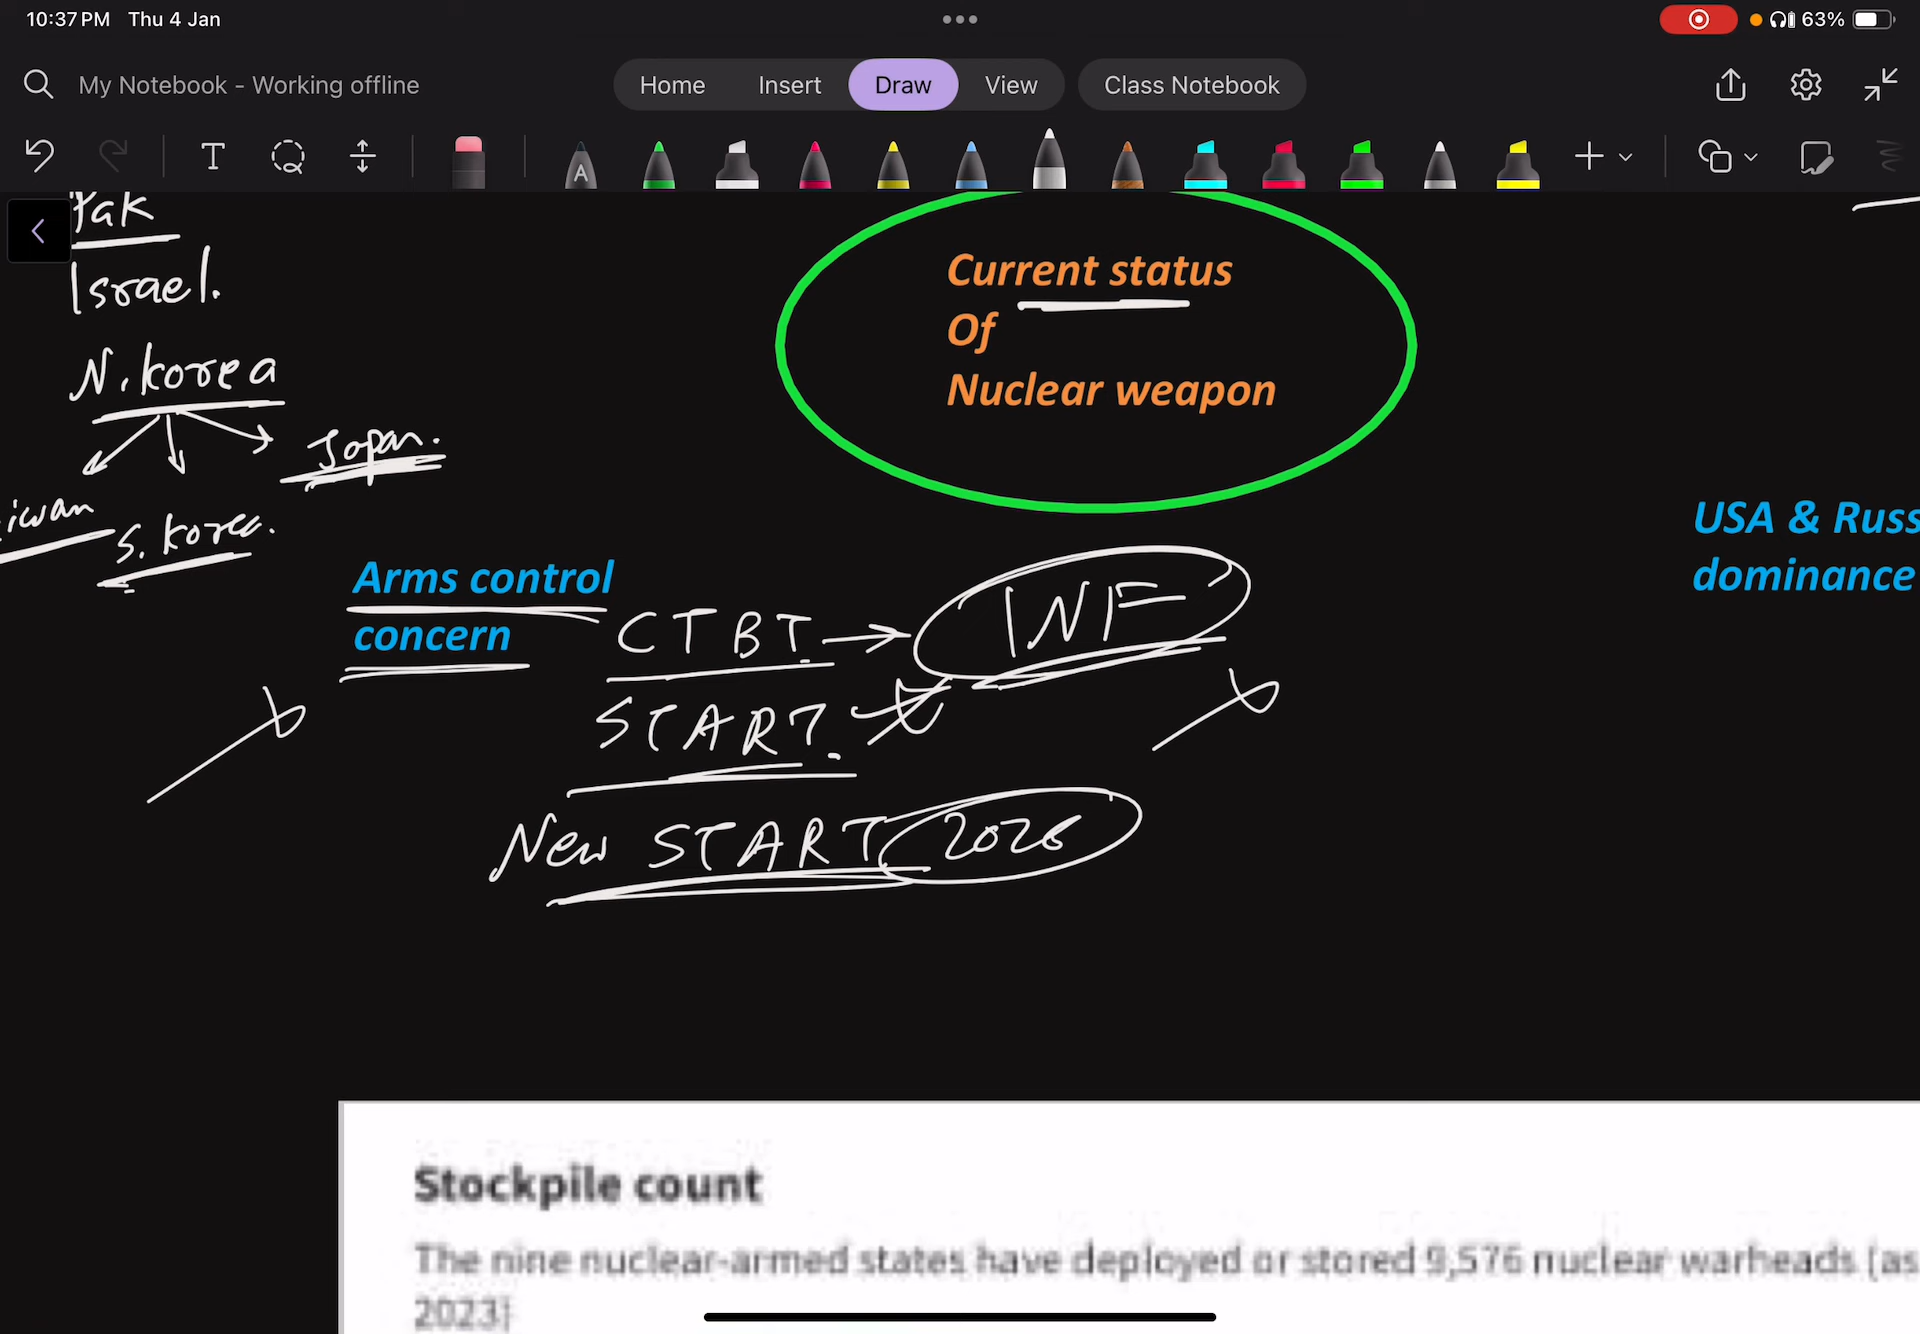 10:37 PM Thu 4 Jan
63%
My Notebook - Working offline
Home Insert Draw View Class Notebook
T
A
Pak
Israel.
N. Korea
Japan.
iwan
S. Korea.
Current status
Of
Nuclear weapon
USA & Russ
dominance
Arms control
concern
CTBT → INF
START.
New START 2026
Stockpile count
The nine nuclear-armed states have deployed or stored 9,576 nuclear warheads (as
2023)